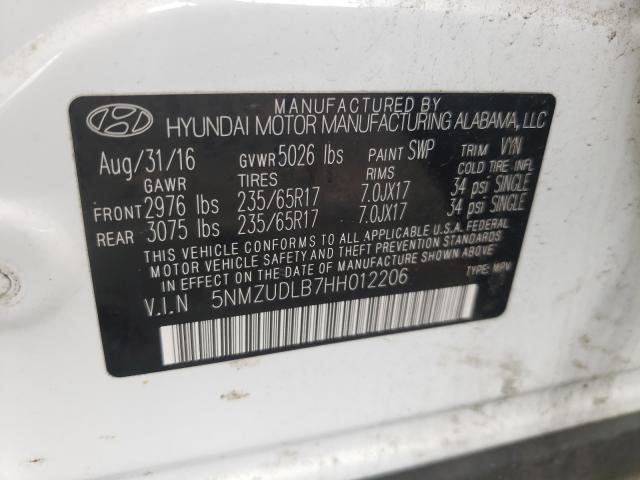 MANUFACTURED BY
HYUNDAI MOTOR MANUFACTURING ALABAMA, LLC
Aug/31/16 GVWR 5026 lbs PAINT SWP TRIM VYN
GAWR TIRES RIMS COLD TIRE INFL
FRONT 2976 lbs 235/65R17 7.0JX17 34 psi SINGLE
REAR 3075 lbs 235/65R17 7.0JX17 34 psi SINGLE
THIS VEHICLE CONFORMS TO ALL APPLICABLE U.S.A. FEDERAL
MOTOR VEHICLE SAFETY AND THEFT PREVENTION STANDARDS
IN EFFECT ON THE DATE OF MANUFACTURE SHOWN ABOVE.
V.I.N 5NMZUDLB7HH012206 TYPE: MPV